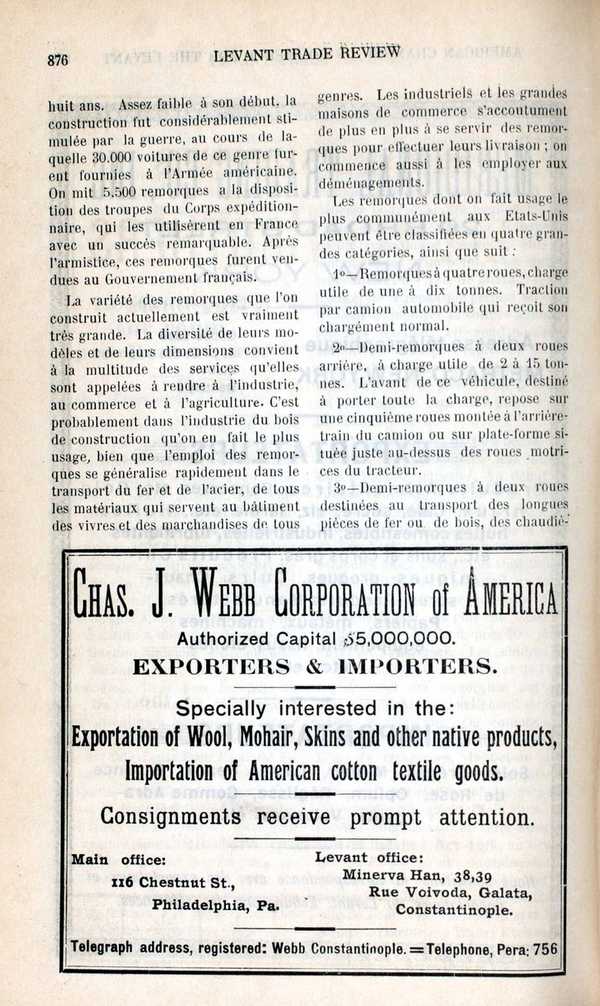 876
LEVANT TRADE REVIEW
huit ans. Assez faible à son début, la
construction fut considérablement sti-
mulée par la guerre, au cours de la-
quelle 30.000 voitures de ce genre fur-
ent fournies à l'Armée américaine.
On mit 5.500 remorques a la disposi-
tion des troupes du Corps expédition-
naire, qui les utilisèrent en France
avec un succès remarquable. Après
l'armistice, ces remorques furent ven-
dues au Gouvernement français.
La variété des remorques que l'on
construit actuellement est vraiment
très grande. La diversité de leurs mo-
dèles et de leurs dimensions convient
à la multitude des services qu'elles
sont appelées à rendre à l'industrie,
au commerce et à l'agriculture. C'est
probablement dans l'industrie du bois
de construction qu'on en fait le plus
usage, bien que l'emploi des remor-
ques se généralise rapidement dans le
transport du fer et de l'acier, de tous
les matériaux qui servent au bâtiment
des vivres et des marchandises de tous
genres. Les industriels et les grandes
maisons de commerce s'accoutument
de plus en plus à se servir des remor-
ques pour effectuer leurs livraison ; on
commence aussi à les employer aux
déménagements.
Les remorques dont on fait usage le
plus communément aux Etats-Unis
peuvent être classifiées en quatre gran-
des catégories, ainsi que suit :
1º—Remorques à quatre roues, charge
utile de une à dix tonnes. Traction
par camion automobile qui reçoit son
chargément normal.
2º—Demi-remorques à deux roues
arrière, à charge utile de 2 à 15 ton-
nes. L'avant de ce véhicule, destiné
à porter toute la charge, repose sur
une cinquième roues montée à l'arrière-
train du camion ou sur plate-forme si-
tuée juste au-dessus des roues motri-
ces du tracteur.
3º—Demi-remorques à deux roues
destinées au transport des longues
pièces de fer ou de bois, des chaudiè-
CHAS. J. WEBB CORPORATION of AMERICA
Authorized Capital $5,000,000.
EXPORTERS & IMPORTERS.
Specially interested in the:
Exportation of Wool, Mohair, Skins and other native products,
Importation of American cotton textile goods.
Consignments receive prompt attention.
Main office:
116 Chestnut St.,
Philadelphia, Pa.
Levant office:
Minerva Han, 38,39
Rue Voivoda, Galata,
Constantinople.
Telegraph address, registered: Webb Constantinople. = Telephone, Pera: 756